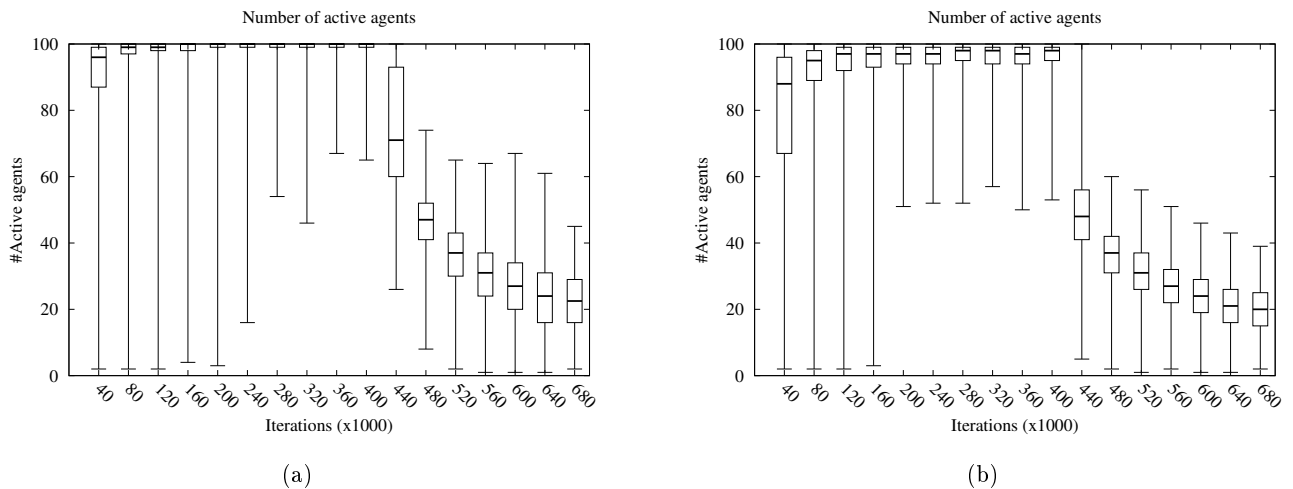 Number of active agents
100
80
60
40
20
0
#Active agents
40 80 120 160 200 240 280 320 360 400 440 480 520 560 600 640 680
Iterations (x1000)
(a)
Number of active agents
100
80
60
40
20
0
#Active agents
40 80 120 160 200 240 280 320 360 400 440 480 520 560 600 640 680
Iterations (x1000)
(b)